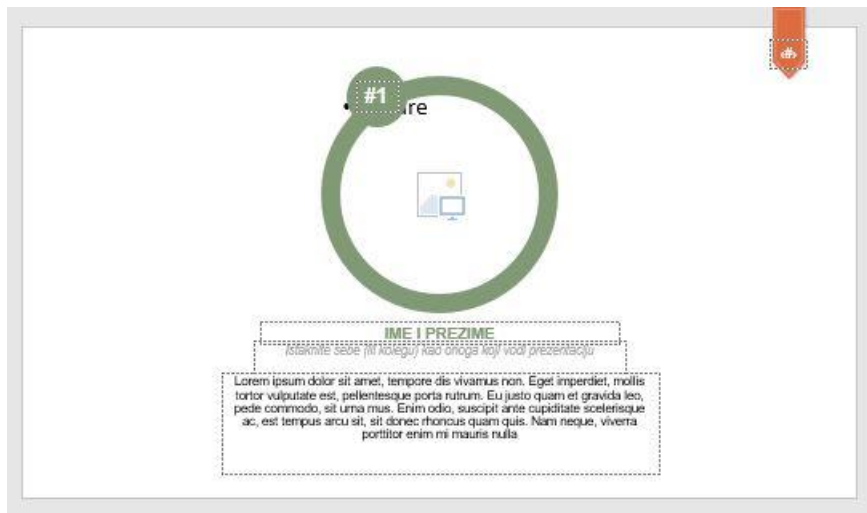 #1
‹#›
IME I PREZIME
Istaknite sebe (ili kolegu) kao onoga koji vodi prezentaciju
Lorem ipsum dolor sit amet, tempore dis vivamus non. Eget imperdiet, mollis
tortor vulputate est, pellentesque porta rutrum. Eu justo quam et gravida leo,
pede commodo, sit urna mus. Enim odio, suscipit ante cupiditate scelerisque
ac, est tempus arcu sit, sit donec rhoncus quam quis. Nam neque, viverra
porttitor enim mi mauris nulla